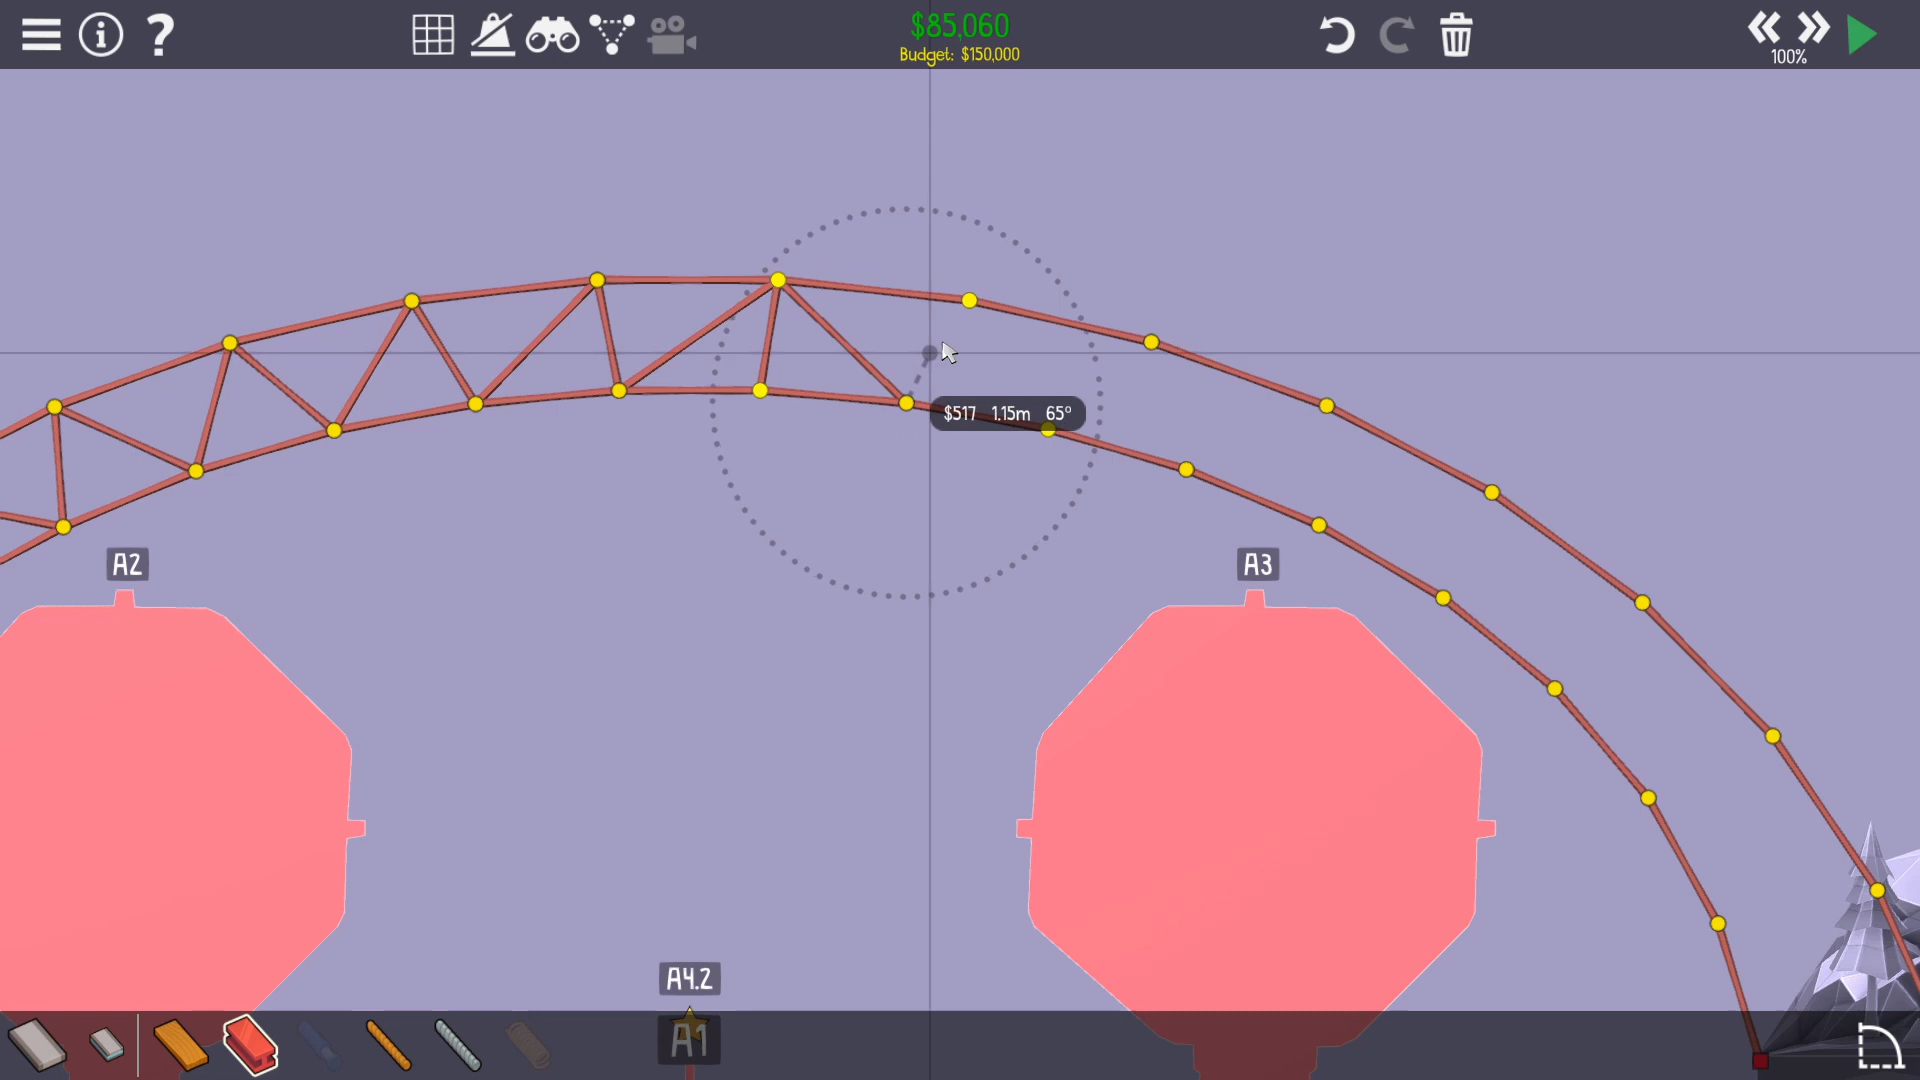 $85,060
Budget: $150,000
100%
$517 1.15m 65°
A2
A3
A4.2
A1